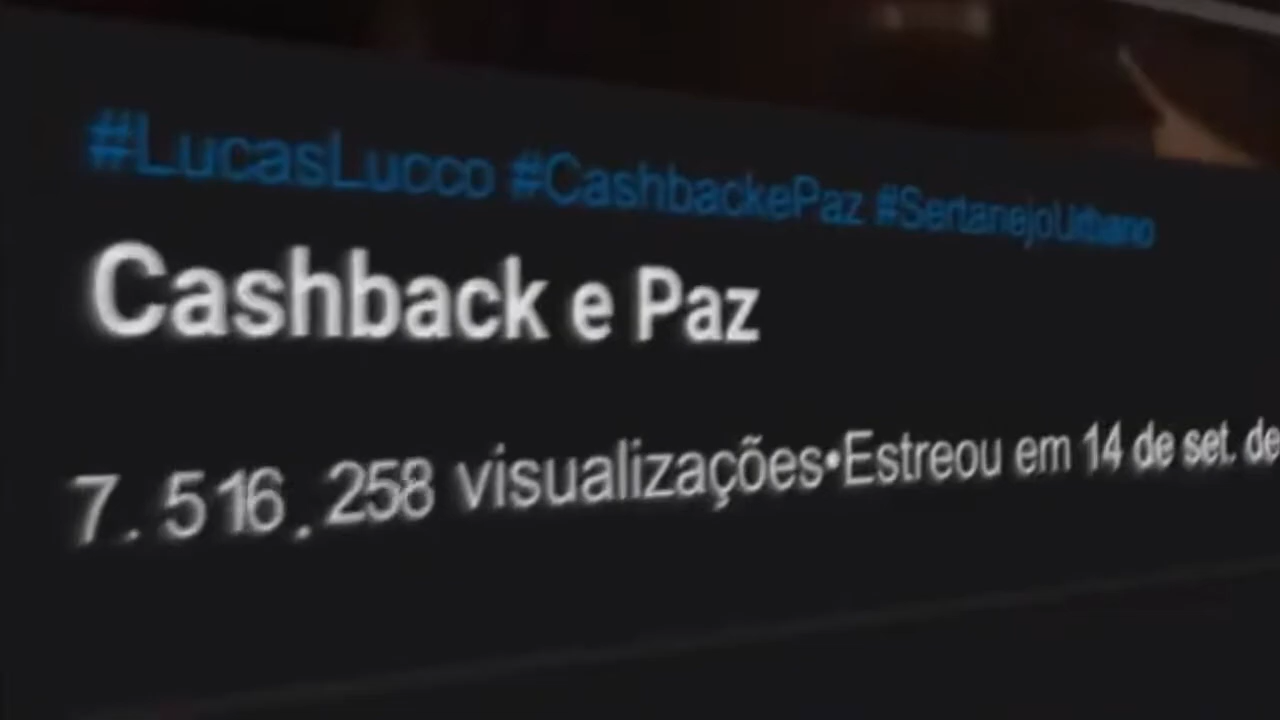 #LucasLucco #CashbackePaz #SertanejoUrbano
Cashback e Paz
7.516.258 visualizações•Estreou em 14 de set. de